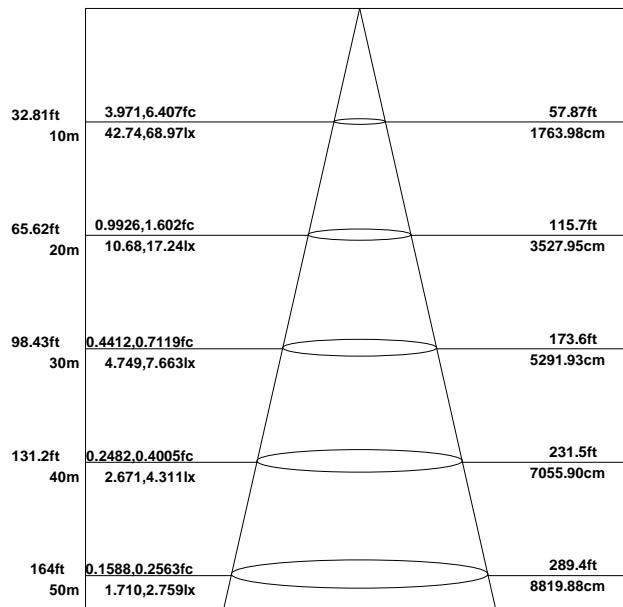 32.81ft 3.971,6.407fc 57.87ft
10m 42.74,68.97lx 1763.98cm
65.62ft 0.9926,1.602fc 115.7ft
20m 10.68,17.24lx 3527.95cm
98.43ft 0.4412,0.7119fc 173.6ft
30m 4.749,7.663lx 5291.93cm
131.2ft 0.2482,0.4005fc 231.5ft
40m 2.671,4.311lx 7055.90cm
164ft 0.1588,0.2563fc 289.4ft
50m 1.710,2.759lx 8819.88cm